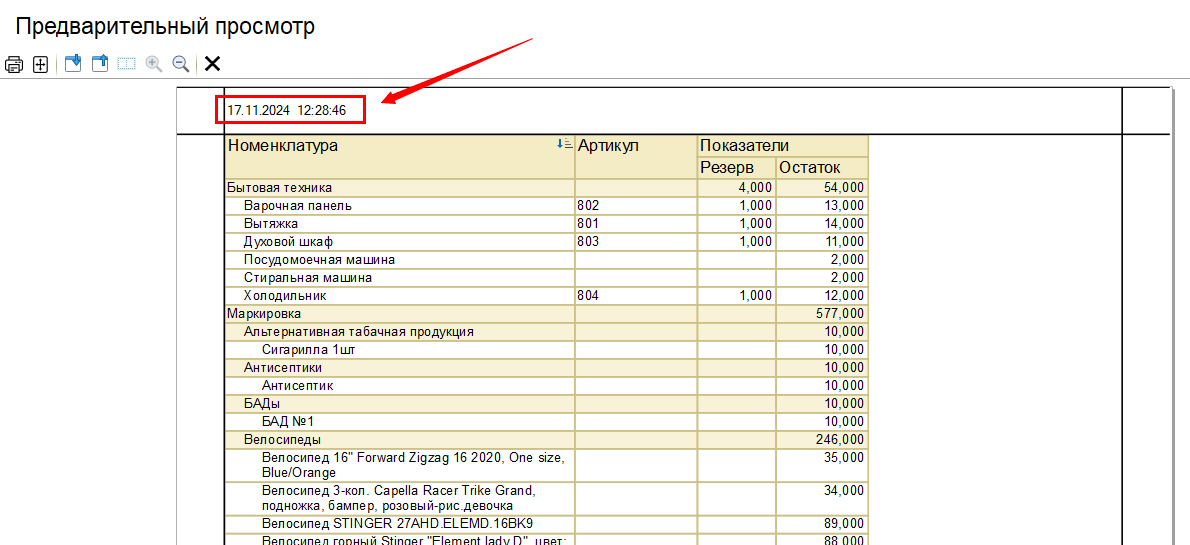 Предварительный просмотр
17.11.2024 12:28:46
Номенклатура Артикул Показатели
Резерв Остаток
Бытовая техника 4,000 54,000
Варочная панель 802 1,000 13,000
Вытяжка 801 1,000 14,000
Духовой шкаф 803 1,000 11,000
Посудомоечная машина 2,000
Стиральная машина 2,000
Холодильник 804 1,000 12,000
Маркировка 577,000
Альтернативная табачная продукция 10,000
Сигарилла 1шт 10,000
Антисептики 10,000
Антисептик 10,000
БАДы 10,000
БАД №1 10,000
Велосипеды 246,000
Велосипед 16" Forward Zigzag 16 2020, One size, 35,000
Blue/Orange
Велосипед 3-кол. Capella Racer Trike Grand, 34,000
подножка, бампер, розовый-рис.девочка
Велосипед STINGER 27AHD.ELEMD.16BK9 89,000
Велосипед горный Stinger "Element lady D", цвет: 88,000